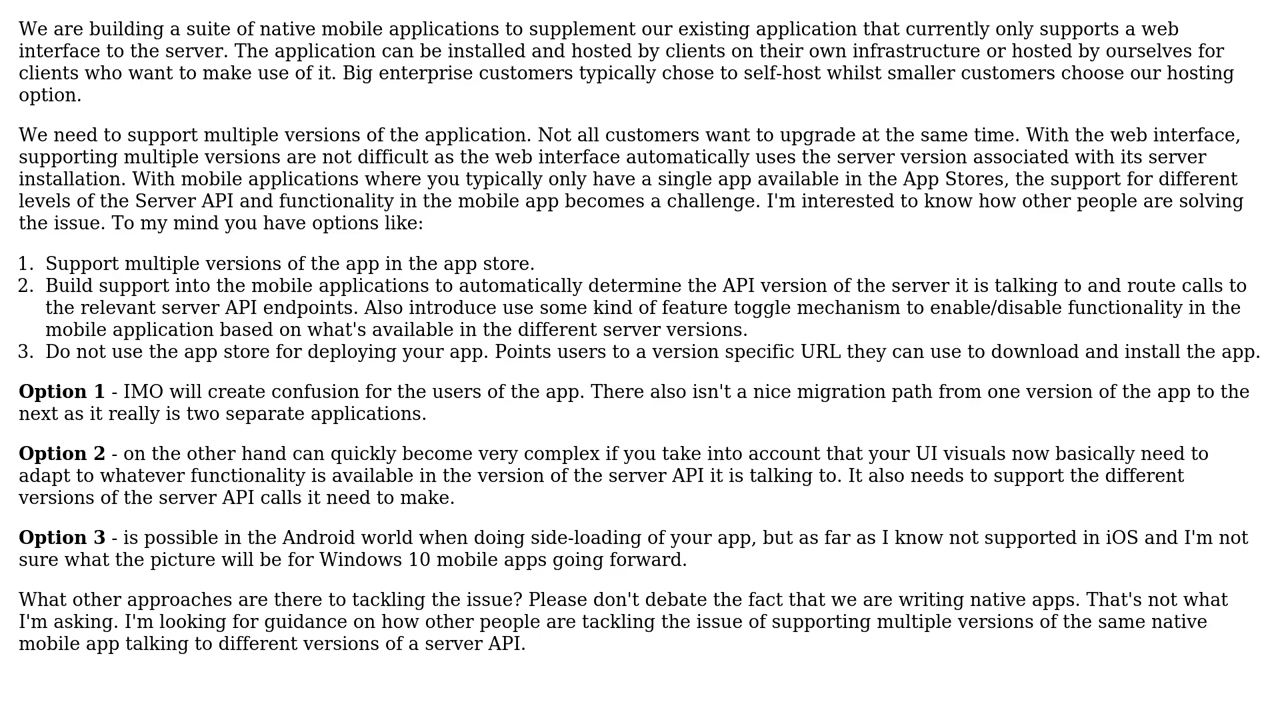 We are building a suite of native mobile applications to supplement our existing application that currently only supports a web
interface to the server. The application can be installed and hosted by clients on their own infrastructure or hosted by ourselves for
clients who want to make use of it. Big enterprise customers typically chose to self-host whilst smaller customers choose our hosting
option.
We need to support multiple versions of the application. Not all customers want to upgrade at the same time. With the web interface,
supporting multiple versions are not difficult as the web interface automatically uses the server version associated with its server
installation. With mobile applications where you typically only have a single app available in the App Stores, the support for different
levels of the Server API and functionality in the mobile app becomes a challenge. I'm interested to know how other people are solving
the issue. To my mind you have options like:
1. Support multiple versions of the app in the app store.
2. Build support into the mobile applications to automatically determine the API version of the server it is talking to and route calls to
the relevant server API endpoints. Also introduce use some kind of feature toggle mechanism to enable/disable functionality in the
mobile application based on what's available in the different server versions.
3. Do not use the app store for deploying your app. Points users to a version specific URL they can use to download and install the app.
Option 1 - IMO will create confusion for the users of the app. There also isn't a nice migration path from one version of the app to the
next as it really is two separate applications.
Option 2 - on the other hand can quickly become very complex if you take into account that your UI visuals now basically need to
adapt to whatever functionality is available in the version of the server API it is talking to. It also needs to support the different
versions of the server API calls it need to make.
Option 3 - is possible in the Android world when doing side-loading of your app, but as far as I know not supported in iOS and I'm not
sure what the picture will be for Windows 10 mobile apps going forward.
What other approaches are there to tackling the issue? Please don't debate the fact that we are writing native apps. That's not what
I'm asking. I'm looking for guidance on how other people are tackling the issue of supporting multiple versions of the same native
mobile app talking to different versions of a server API.